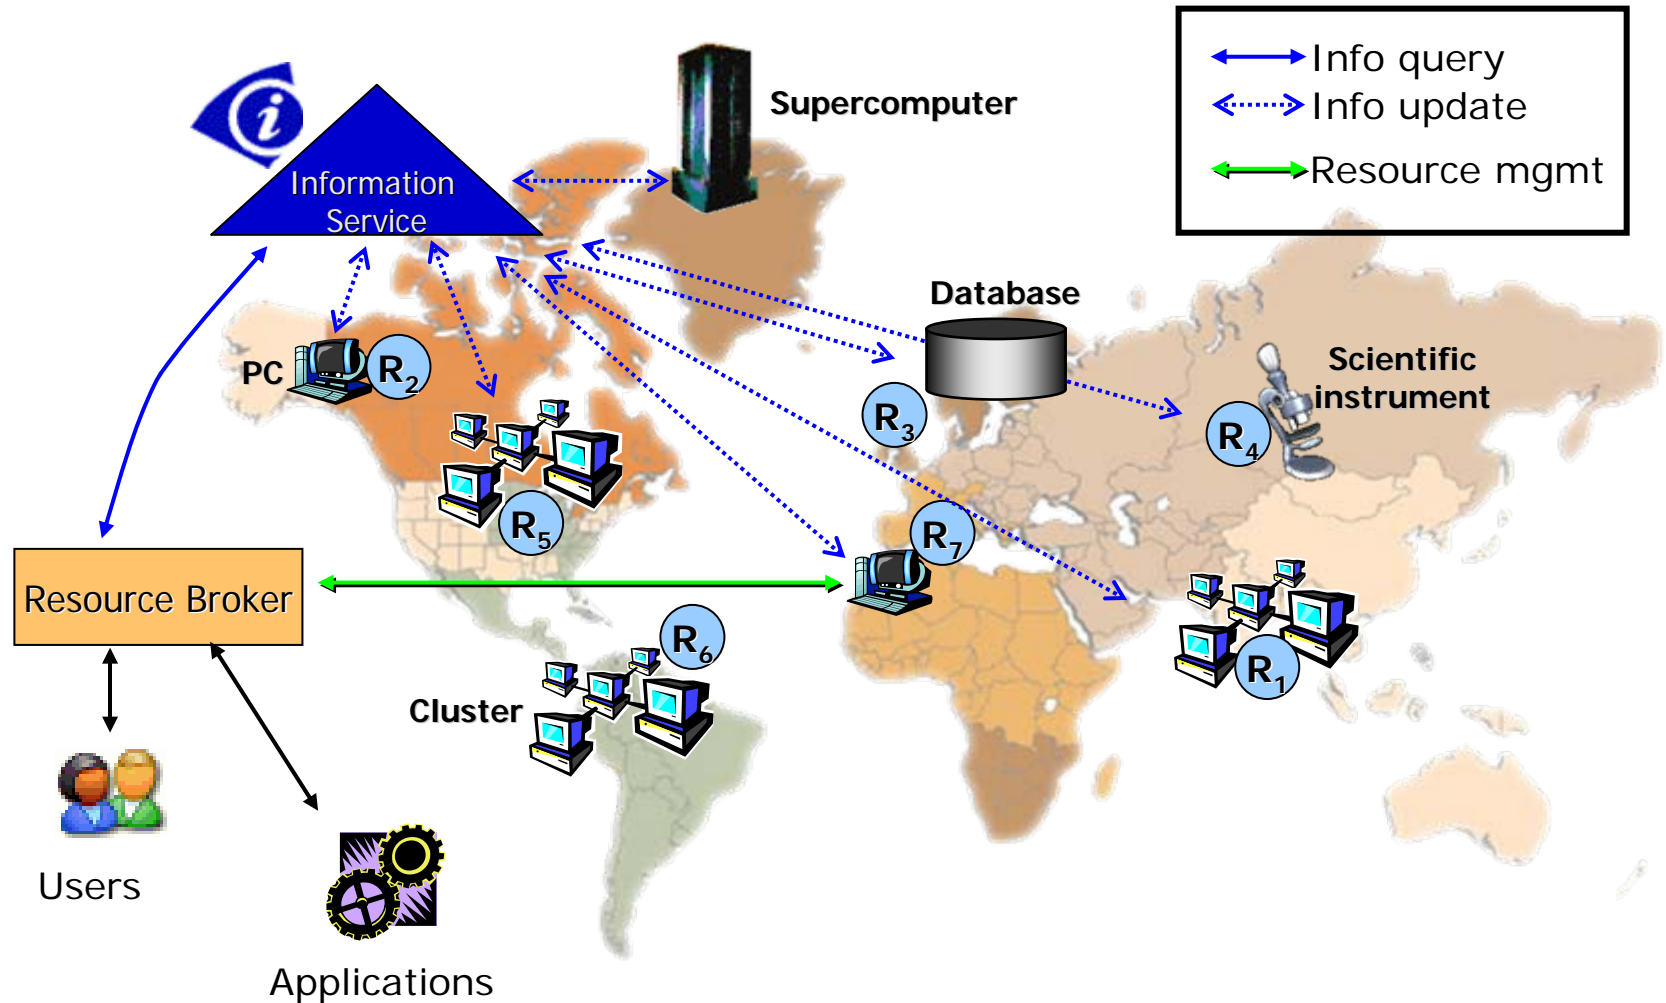 Info query
Info update
Resource mgmt
Supercomputer
i
Information
Service
Database
Scientific
instrument
PC
R2
R3
R4
R5
R7
Resource Broker
R6
R1
Cluster
Users
Applications